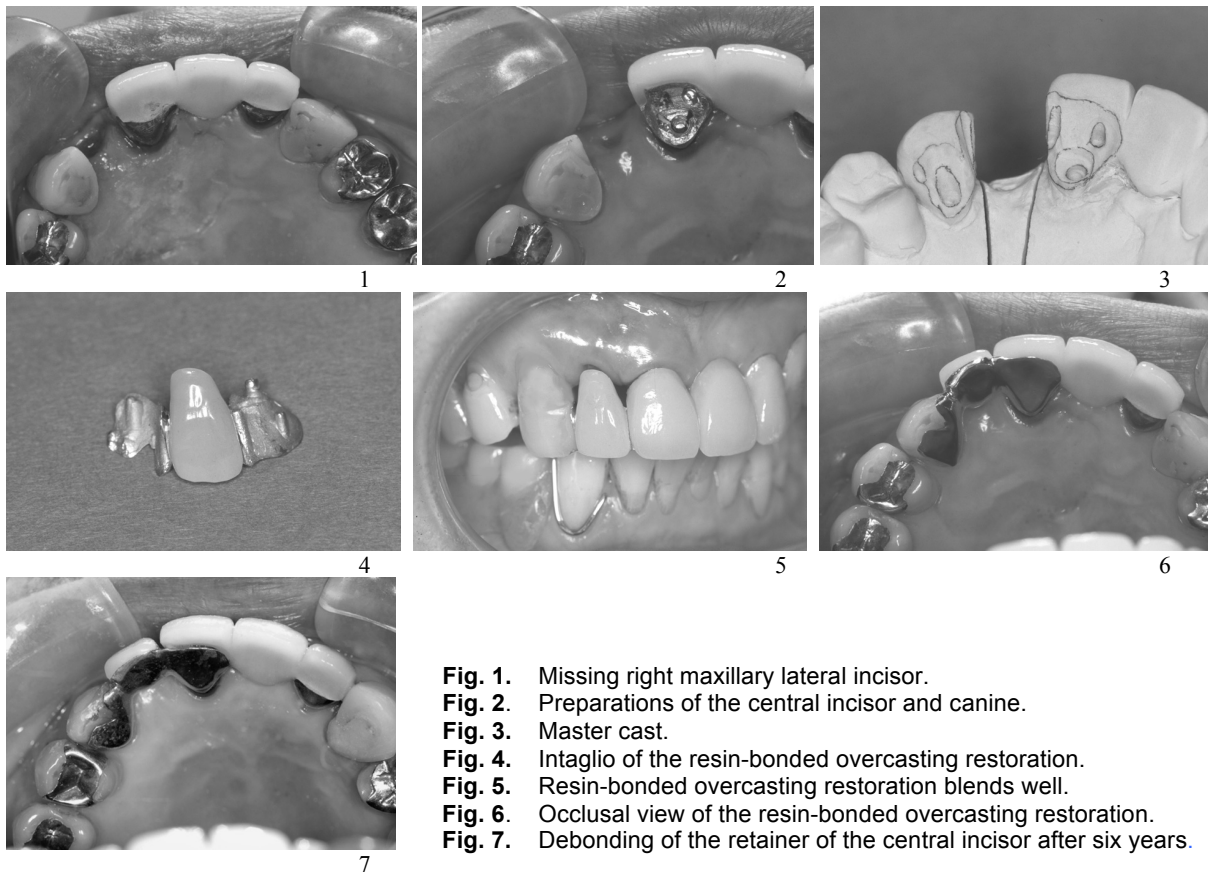 1
2
3
4
5
6
7
Fig. 1. Missing right maxillary lateral incisor.
Fig. 2. Preparations of the central incisor and canine.
Fig. 3. Master cast.
Fig. 4. Intaglio of the resin-bonded overcasting restoration.
Fig. 5. Resin-bonded overcasting restoration blends well.
Fig. 6. Occlusal view of the resin-bonded overcasting restoration.
Fig. 7. Debonding of the retainer of the central incisor after six years.